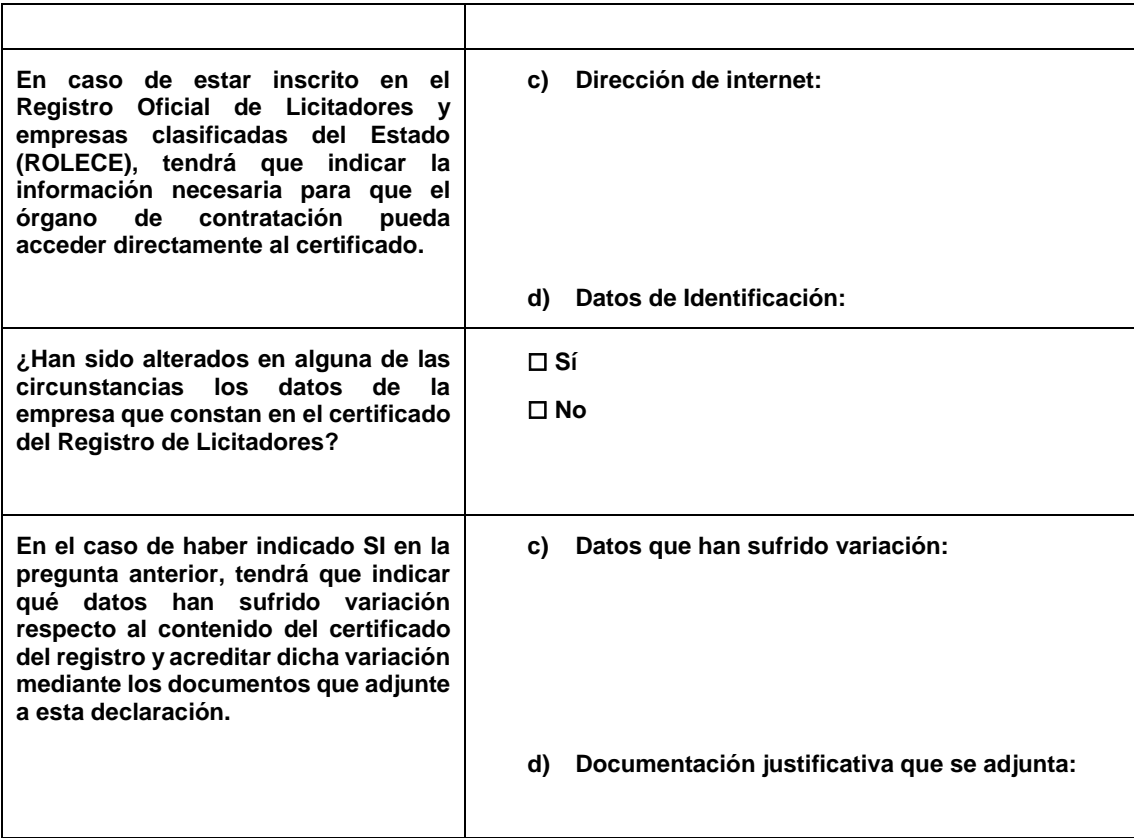 En caso de estar inscrito en el
Registro Oficial de Licitadores y
empresas clasificadas del Estado
(ROLECE), tendrá que indicar la
información necesaria para que el
órgano de contratación pueda
acceder directamente al certificado.
c) Dirección de internet:
d) Datos de Identificación:
¿Han sido alterados en alguna de las
circunstancias los datos de la
empresa que constan en el certificado
del Registro de Licitadores?
☐ Sí
☐ No
En el caso de haber indicado SI en la
pregunta anterior, tendrá que indicar
qué datos han sufrido variación
respecto al contenido del certificado
del registro y acreditar dicha variación
mediante los documentos que adjunte
a esta declaración.
c) Datos que han sufrido variación:
d) Documentación justificativa que se adjunta: